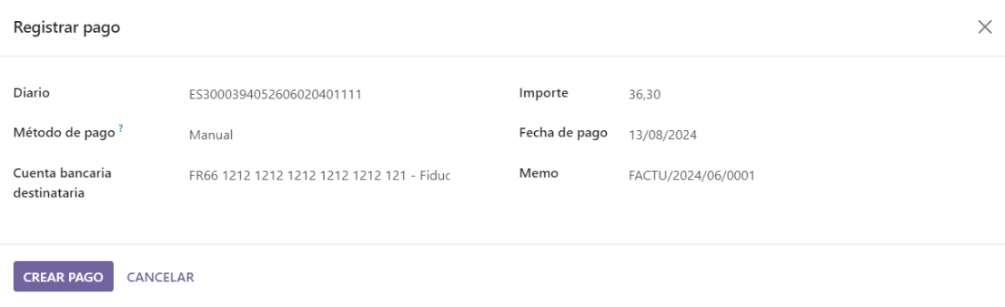 Registrar pago
Diario ES3000394052606020401111 Importe 36,30
Método de pago ? Manual Fecha de pago 13/08/2024
Cuenta bancaria destinataria FR66 1212 1212 1212 1212 1212 121 - Fiduc Memo FACTU/2024/06/0001
CREAR PAGO CANCELAR